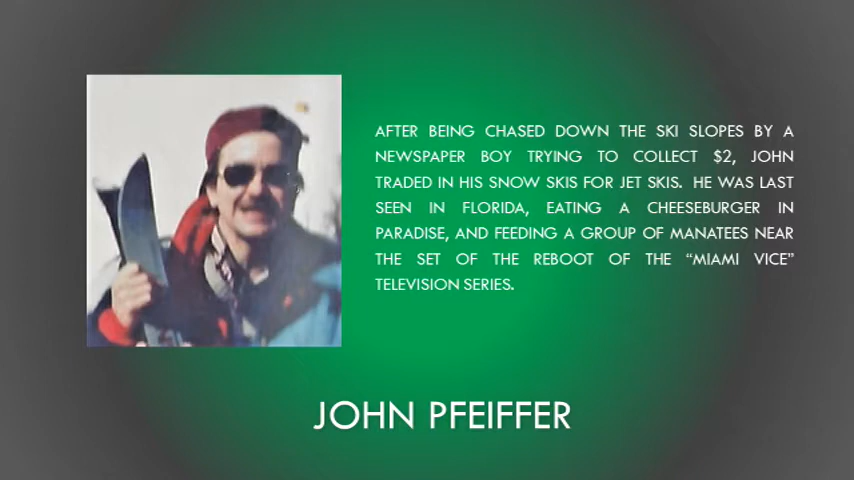 AFTER BEING CHASED DOWN THE SKI SLOPES BY A
NEWSPAPER BOY TRYING TO COLLECT $2, JOHN
TRADED IN HIS SNOW SKIS FOR JET SKIS. HE WAS LAST
SEEN IN FLORIDA, EATING A CHEESEBURGER IN
PARADISE, AND FEEDING A GROUP OF MANATEES NEAR
THE SET OF THE REBOOT OF THE “MIAMI VICE”
TELEVISION SERIES.
JOHN PFEIFFER